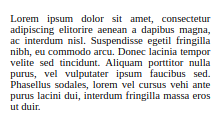 Lorem ipsum dolor sit amet, consectetur
adipiscing elitorire aenean a dapibus magna,
ac interdum nisl. Suspendisse egetil fringilla
nibh, eu commodo arcu. Donec lacinia tempor
velite sed tincidunt. Aliquam porttitor nulla
purus, vel vulputater ipsum faucibus sed.
Phasellus sodales, lorem vel cursus vehi ante
purus lacini dui, interdum fringilla massa eros
ut duir.